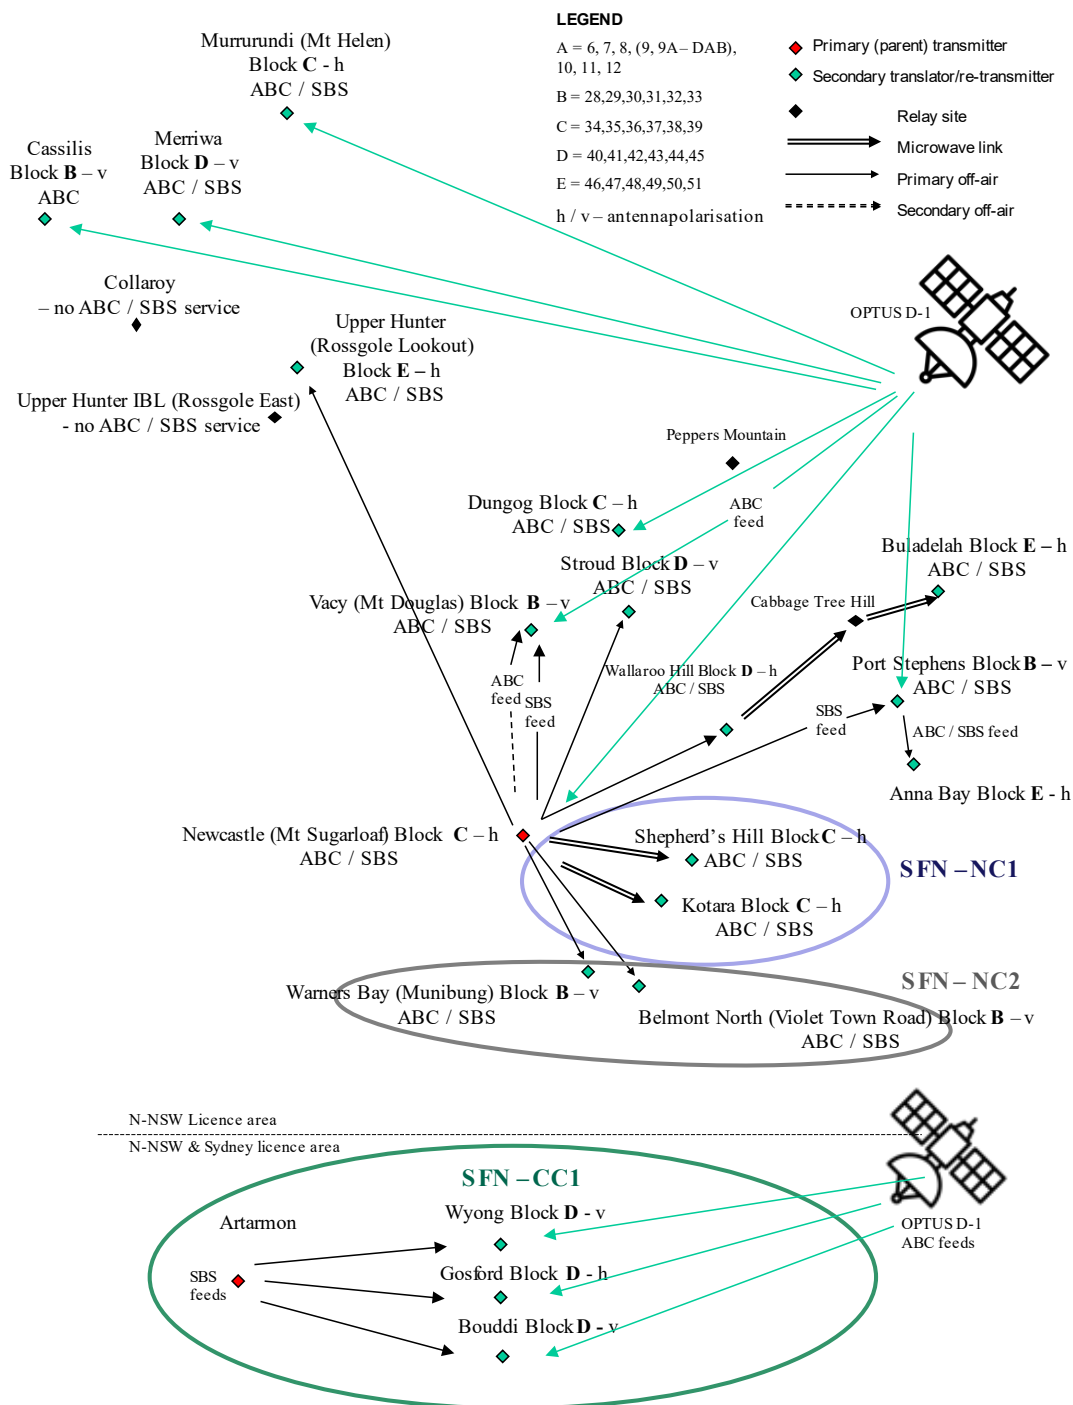 LEGEND
A = 6, 7, 8, (9, 9A – DAB),
10, 11, 12
B = 28,29,30,31,32,33
C = 34,35,36,37,38,39
D = 40,41,42,43,44,45
E = 46,47,48,49,50,51
h / v – antennapolarisation
Primary (parent) transmitter
Secondary translator/re-transmitter
Relay site
Microwave link
Primary off-air
Secondary off-air
Murrurundi (Mt Helen)
Block C - h
ABC / SBS
Merriwa
Block D – v
ABC / SBS
Cassilis
Block B – v
ABC
Collaroy
– no ABC / SBS service
Upper Hunter
(Rossgole Lookout)
Block E – h
ABC / SBS
Upper Hunter IBL (Rossgole East)
- no ABC / SBS service
OPTUS D-1
Peppers Mountain
Dungog Block C – h
ABC / SBS
ABC
feed
Stroud Block D – v
ABC / SBS
Buladelah Block E – h
ABC / SBS
Vacy (Mt Douglas) Block B – v
ABC / SBS
Cabbage Tree Hill
Wallaroo Hill Block D – h
ABC / SBS
Port Stephens Block B – v
ABC / SBS
ABC
feed
SBS
feed
SBS
feed
ABC / SBS feed
Anna Bay Block E - h
Newcastle (Mt Sugarloaf) Block C – h
ABC / SBS
Shepherd's Hill Block C – h
ABC / SBS
SFN – NC1
Kotara Block C – h
ABC / SBS
SFN – NC2
Warners Bay (Munibung) Block B – v
ABC / SBS
Belmont North (Violet Town Road) Block B – v
ABC / SBS
N-NSW Licence area
N-NSW & Sydney licence area
SFN – CC1
Wyong Block D - v
Artarmon
OPTUS D-1
ABC feeds
SBS
feeds
Gosford Block D - h
Bouddi Block D - v